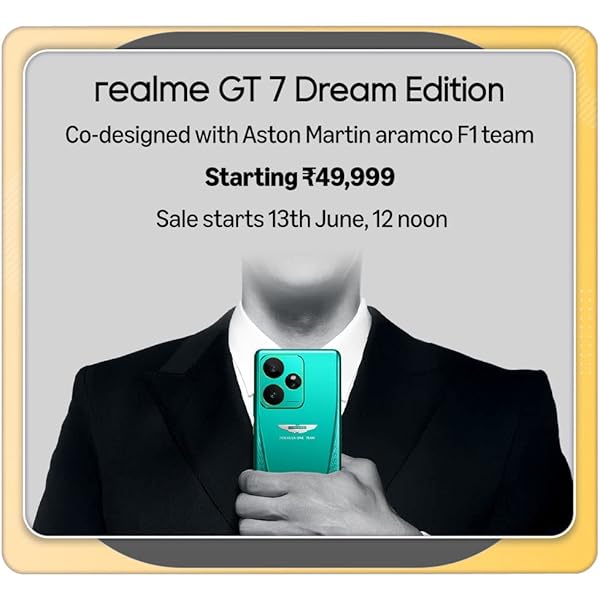 realme GT 7 Dream Edition
Co-designed with Aston Martin aramco F1 team
Starting ₹49,999
Sale starts 13th June, 12 noon